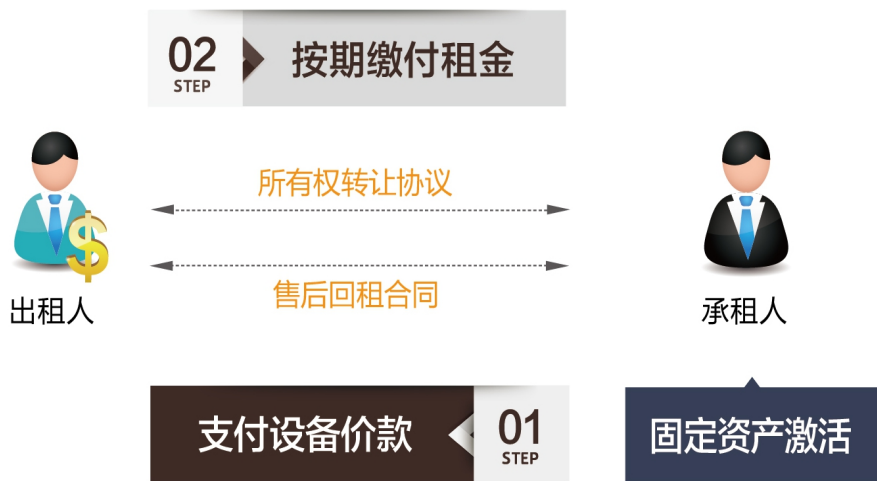 02
STEP
按期缴付租金
所有权转让协议
售后回租合同
出租人
承租人
支付设备价款
01
STEP
固定资产激活